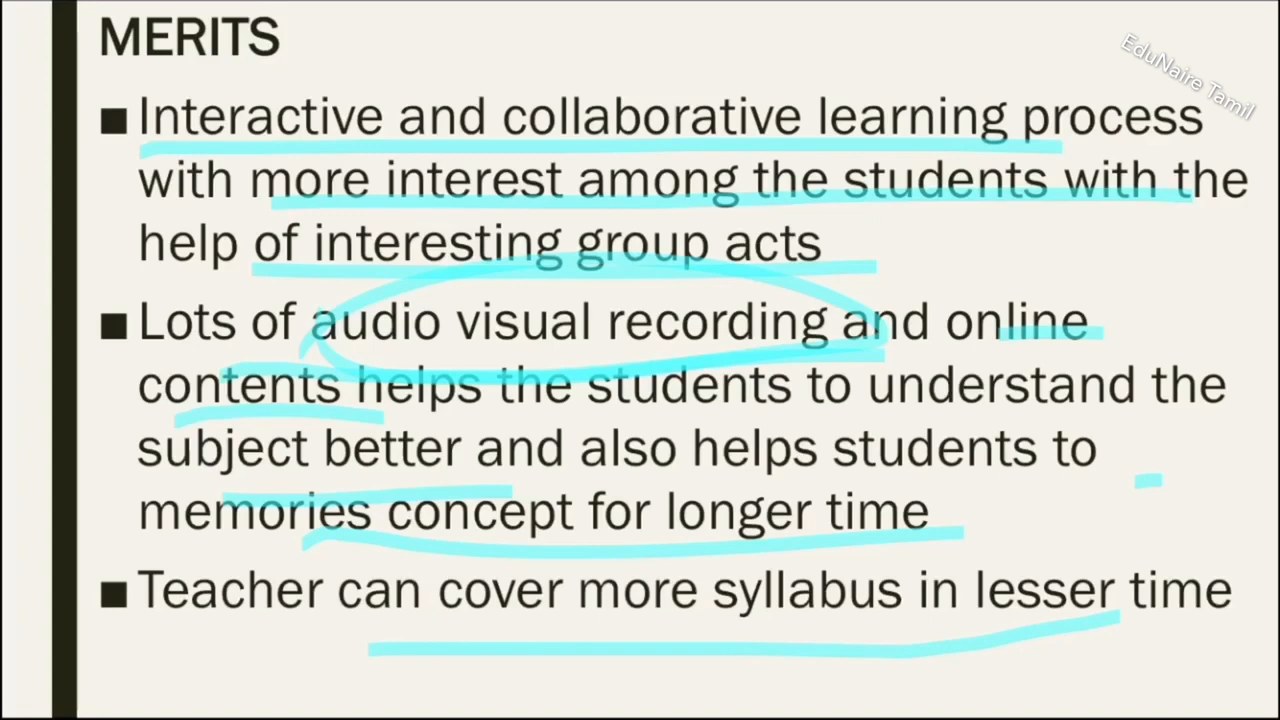 MERITS
EduNaire Tamil
■ Interactive and collaborative learning process
with more interest among the students with the
help of interesting group acts
■ Lots of audio visual recording and online
contents helps the students to understand the
subject better and also helps students to
memories concept for longer time
■ Teacher can cover more syllabus in lesser time